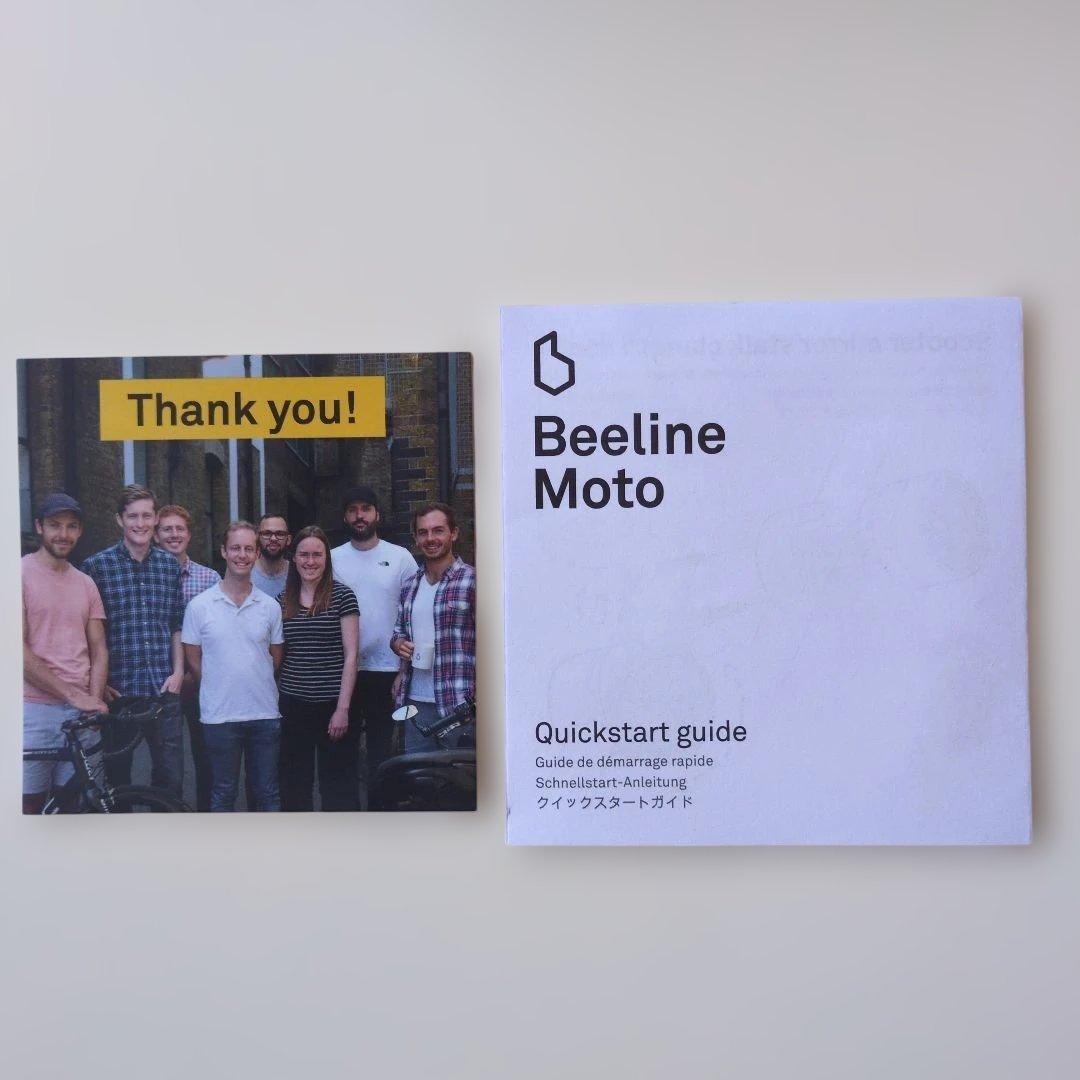 Thank you!
Beeline
Moto
Quickstart guide
Guide de démarrage rapide
Schnellstart-Anleitung
クイックスタートガイド